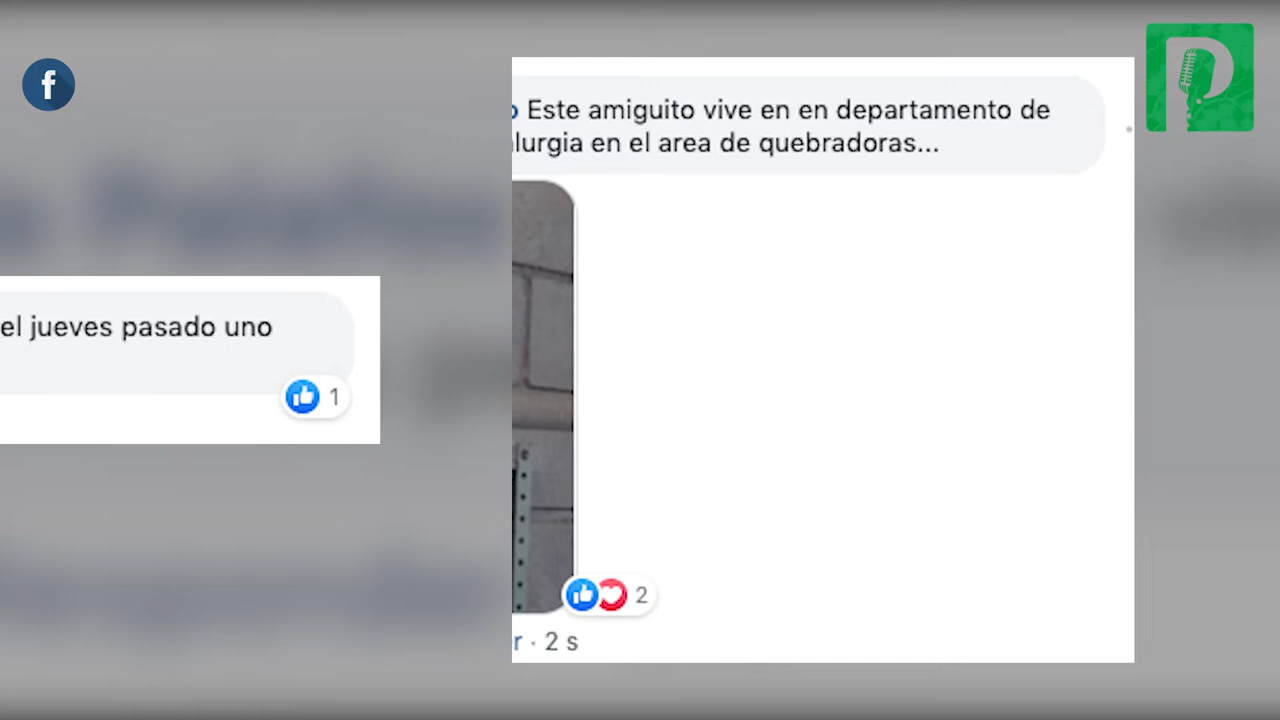 Este amiguito vive en en departamento de
lurgia en el area de quebradoras...
el jueves pasado uno
1
2
r · 2 s